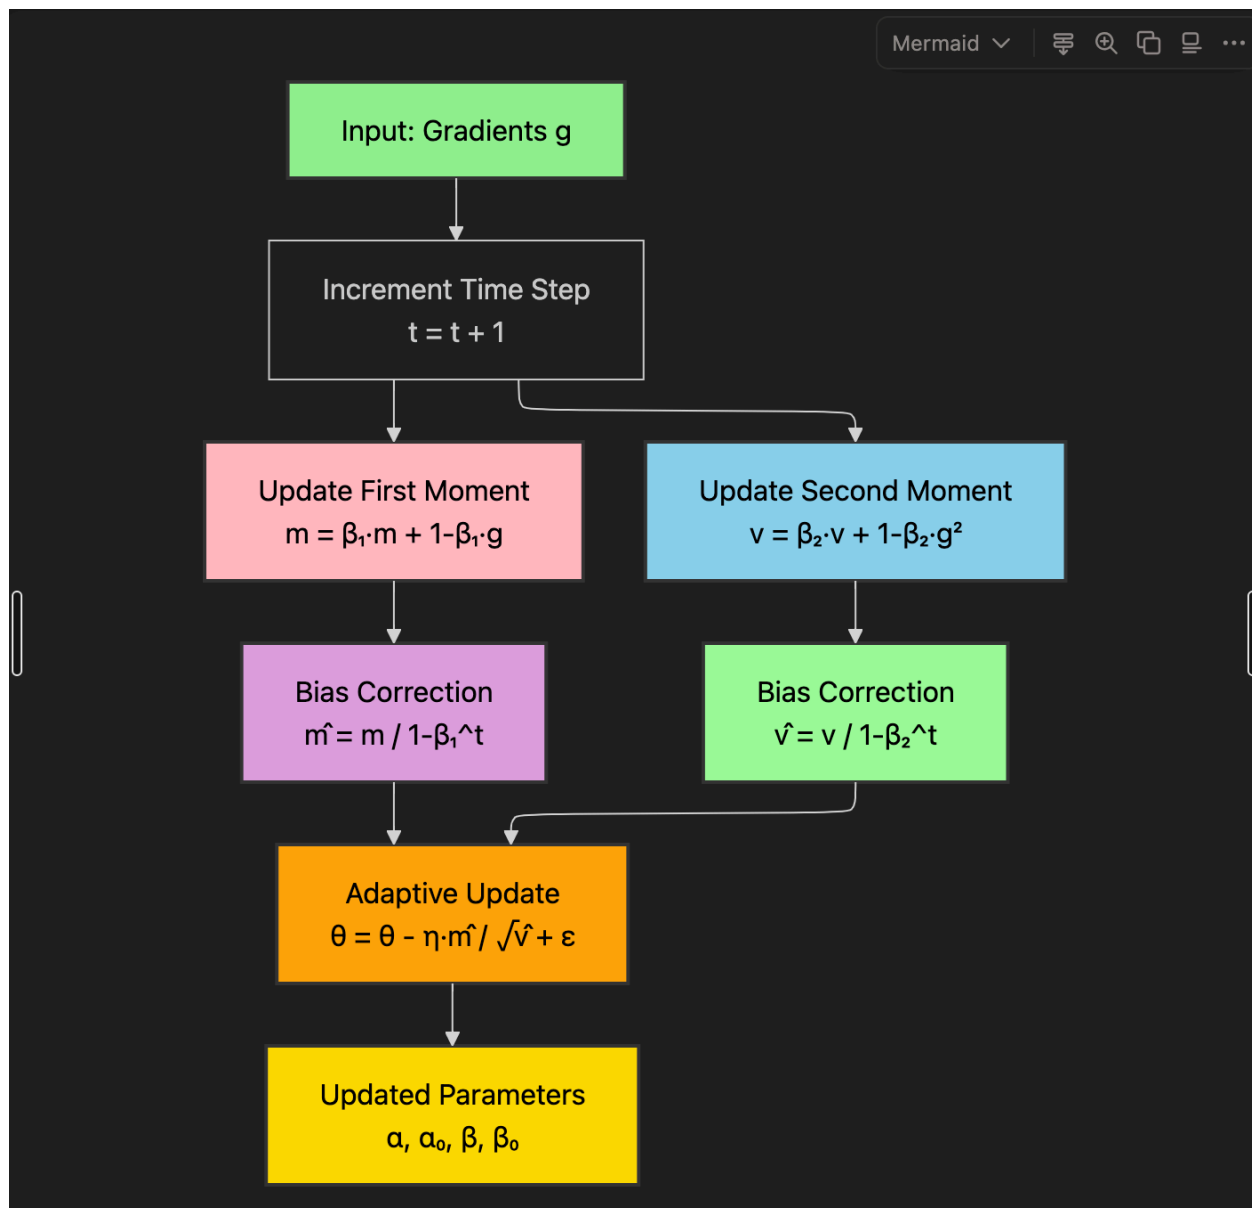 Mermaid
Input: Gradients g
Increment Time Step
t = t + 1
Update First Moment
m = β₁·m + 1-β₁·g
Update Second Moment
v = β₂·v + 1-β₂·g²
Bias Correction
m̂ = m / 1-β₁^t
Bias Correction
v̂ = v / 1-β₂^t
Adaptive Update
θ = θ - η·m̂ / √v̂ + ε
Updated Parameters
α, α₀, β, β₀